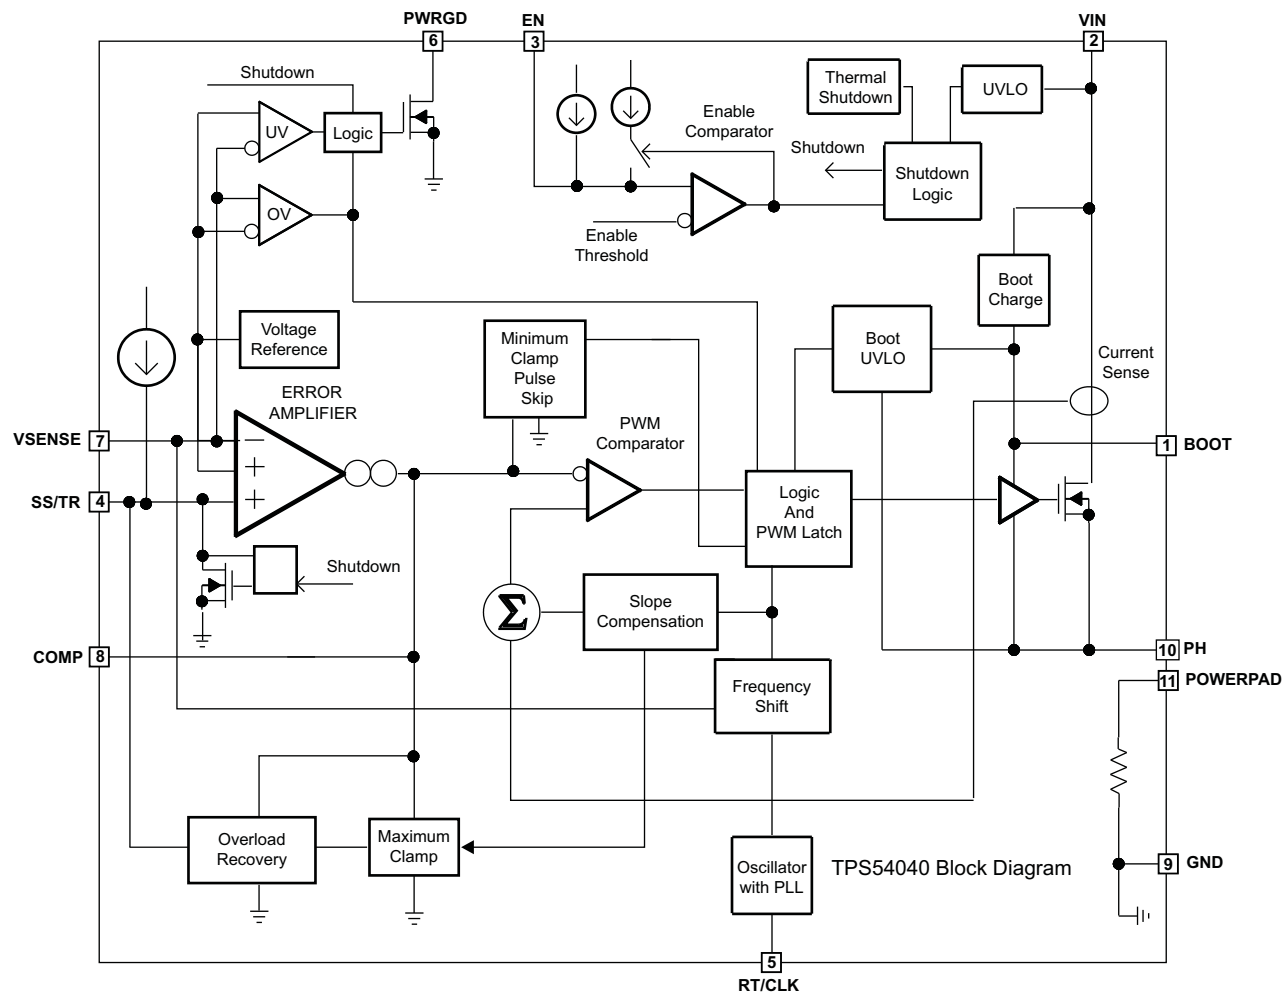 PWRGD
EN
VIN
6
3
2
Shutdown
Thermal
Shutdown
UVLO
Enable
Comparator
UV
Logic
Shutdown
Shutdown
Logic
OV
Enable
Threshold
Boot
Charge
Voltage
Reference
Minimum
Clamp
Pulse
Skip
Boot
UVLO
Current
Sense
ERROR
AMPLIFIER
PWM
Comparator
VSENSE
7
1
BOOT
SS/TR
4
Logic
And
PWM Latch
Shutdown
Σ
Slope
Compensation
COMP
8
10
PH
11
POWERPAD
Frequency
Shift
Overload
Recovery
Maximum
Clamp
Oscillator
with PLL
TPS54040 Block Diagram
9
GND
5
RT/CLK